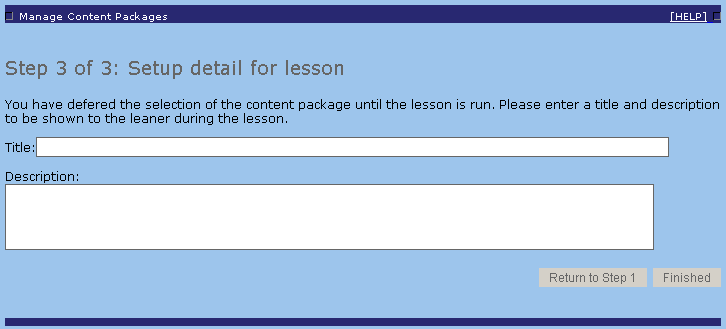 Manage Content Packages [HELP]
Step 3 of 3: Setup detail for lesson
You have defered the selection of the content package until the lesson is run. Please enter a title and description
to be shown to the leaner during the lesson.
Title:
Description:
Return to Step 1 Finished